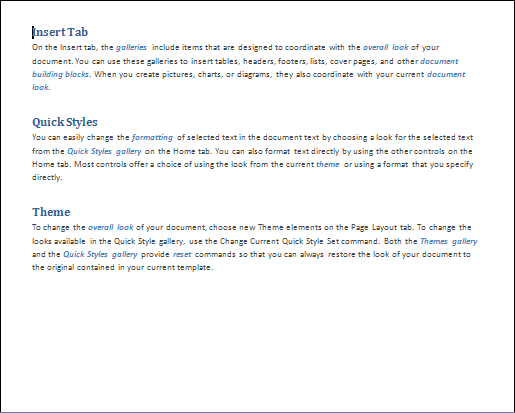 Insert Tab
On the Insert tab, the galleries include items that are designed to coordinate with the overall look of your
document. You can use these galleries to insert tables, headers, footers, lists, cover pages, and other document
building blocks. When you create pictures, charts, or diagrams, they also coordinate with your current document
look.
Quick Styles
You can easily change the formatting of selected text in the document text by choosing a look for the selected text
from the Quick Styles gallery on the Home tab. You can also format text directly by using the other controls on the
Home tab. Most controls offer a choice of using the look from the current theme or using a format that you specify
directly.
Theme
To change the overall look of your document, choose new Theme elements on the Page Layout tab. To change the
looks available in the Quick Style gallery, use the Change Current Quick Style Set command. Both the Themes gallery
and the Quick Styles gallery provide reset commands so that you can always restore the look of your document to
the original contained in your current template.